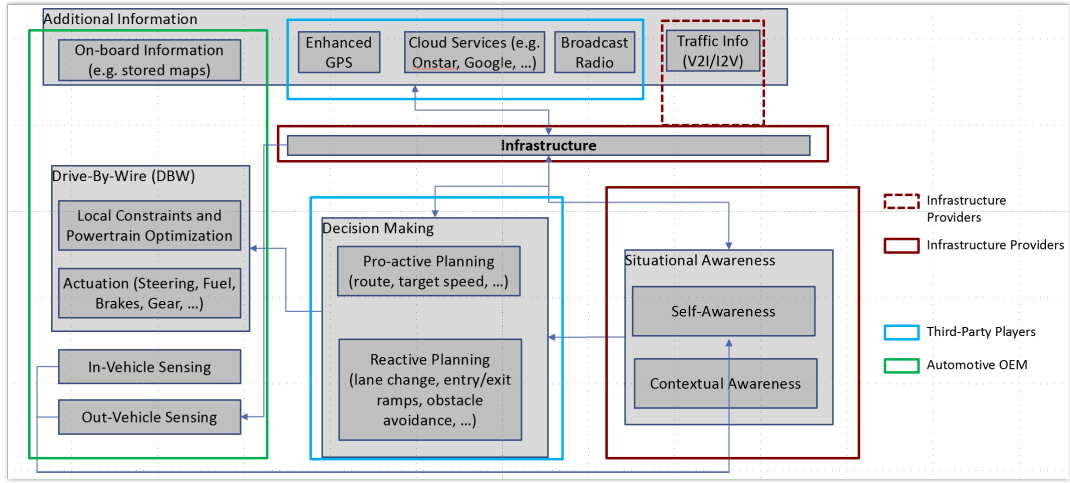 Additional Information
On-board Information
(e.g. stored maps)
Enhanced
GPS
Cloud Services (e.g.
Onstar, Google, ...)
Broadcast
Radio
Traffic Info
(V2I/I2V)
Infrastructure
Drive-By-Wire (DBW)
Local Constraints and
Powertrain Optimization
Actuation (Steering, Fuel,
Brakes, Gear, ...)
In-Vehicle Sensing
Out-Vehicle Sensing
Decision Making
Pro-active Planning
(route, target speed, ...)
Reactive Planning
(lane change, entry/exit
ramps, obstacle
avoidance, ...)
Situational Awareness
Self-Awareness
Contextual Awareness
Infrastructure
Providers
Infrastructure Providers
Third-Party Players
Automotive OEM